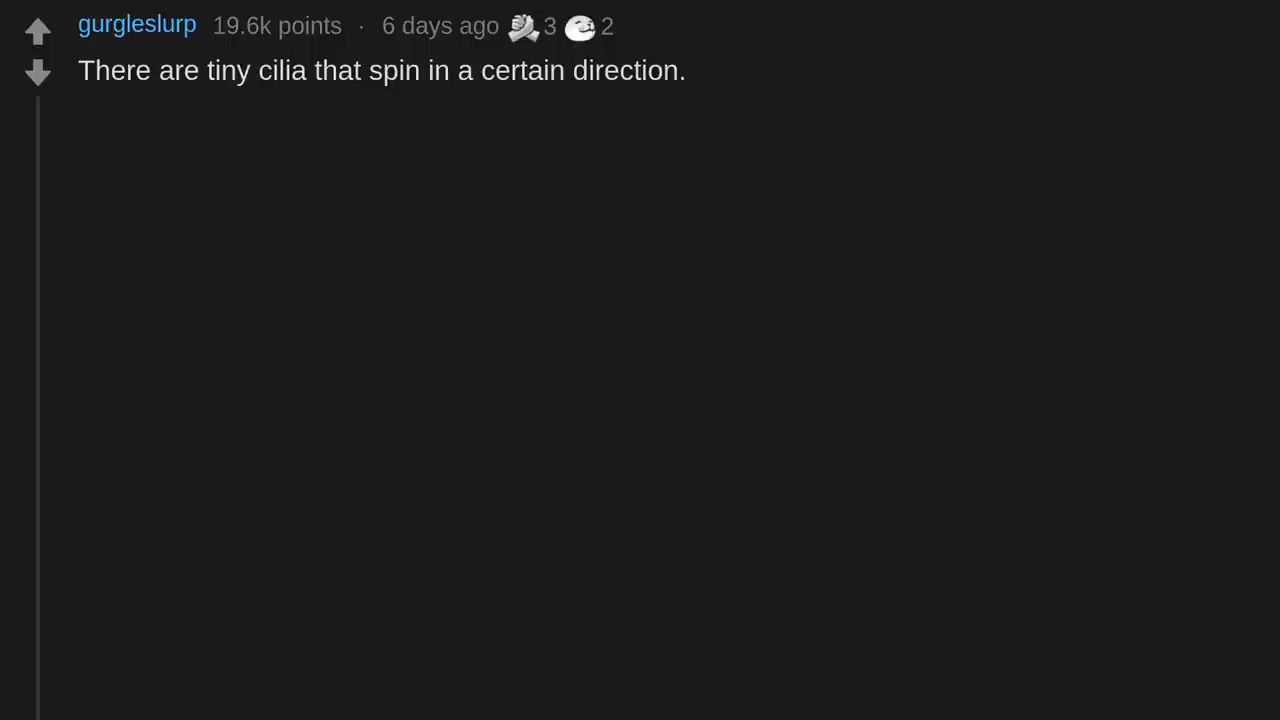 gurgleslurp 19.6k points · 6 days ago 3 2
There are tiny cilia that spin in a certain direction.